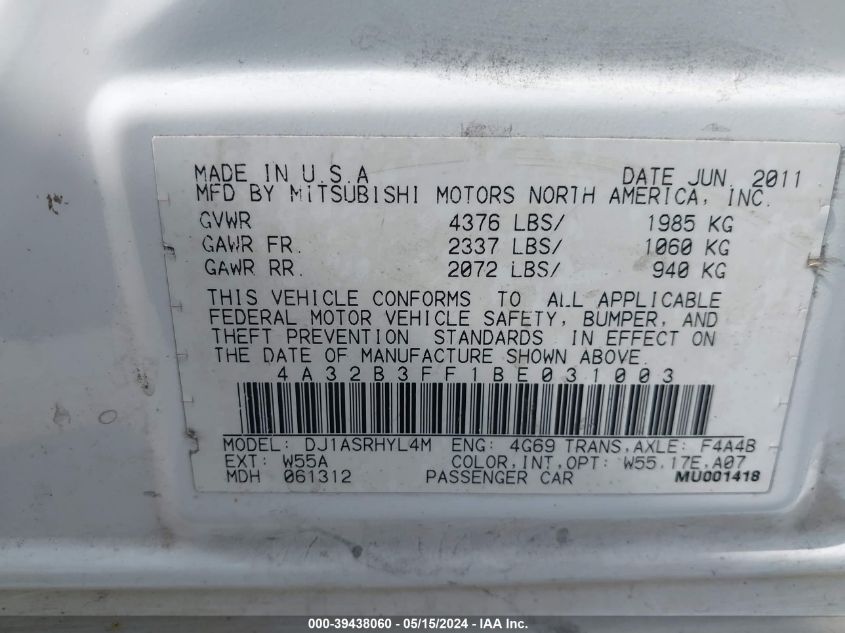 MADE IN U.S.A DATE JUN. 2011
MFD BY MITSUBISHI MOTORS NORTH AMERICA, INC.
GVWR 4376 LBS/ 1985 KG
GAWR FR. 2337 LBS/ 1060 KG
GAWR RR. 2072 LBS/ 940 KG
THIS VEHICLE CONFORMS TO ALL APPLICABLE
FEDERAL MOTOR VEHICLE SAFETY, BUMPER, AND
THEFT PREVENTION STANDARDS IN EFFECT ON
THE DATE OF MANUFACTURE SHOWN ABOVE.
4A32B3FF1BE031003
MODEL: DJ1ASRHYL4M ENG: 4G69 TRANS,AXLE: F4A4B
EXT: W55A COLOR,INT,OPT: W55,17E,A07
MDH 061312 PASSENGER CAR MU001418
000-39438060 - 05/15/2024 - IAA Inc.